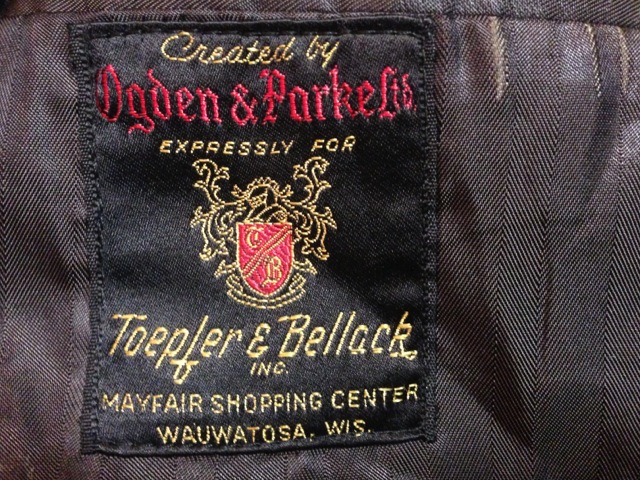 Created by
Ogden & Parke Ltd.
EXPRESSLY FOR
T
B
Toepfer & Bellack
INC.
MAYFAIR SHOPPING CENTER
WAUWATOSA, WIS.